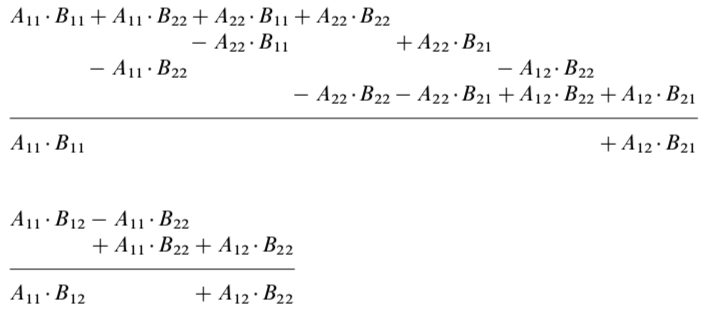 A₁₁ · B₁₁ + A₁₁ · B₂₂ + A₂₂ · B₁₁ + A₂₂ · B₂₂
− A₂₂ · B₁₁ + A₂₂ · B₂₁
− A₁₁ · B₂₂ − A₁₂ · B₂₂
− A₂₂ · B₂₂ − A₂₂ · B₂₁ + A₁₂ · B₂₂ + A₁₂ · B₂₁
A₁₁ · B₁₁ + A₁₂ · B₂₁
A₁₁ · B₁₂ − A₁₁ · B₂₂
+ A₁₁ · B₂₂ + A₁₂ · B₂₂
A₁₁ · B₁₂ + A₁₂ · B₂₂